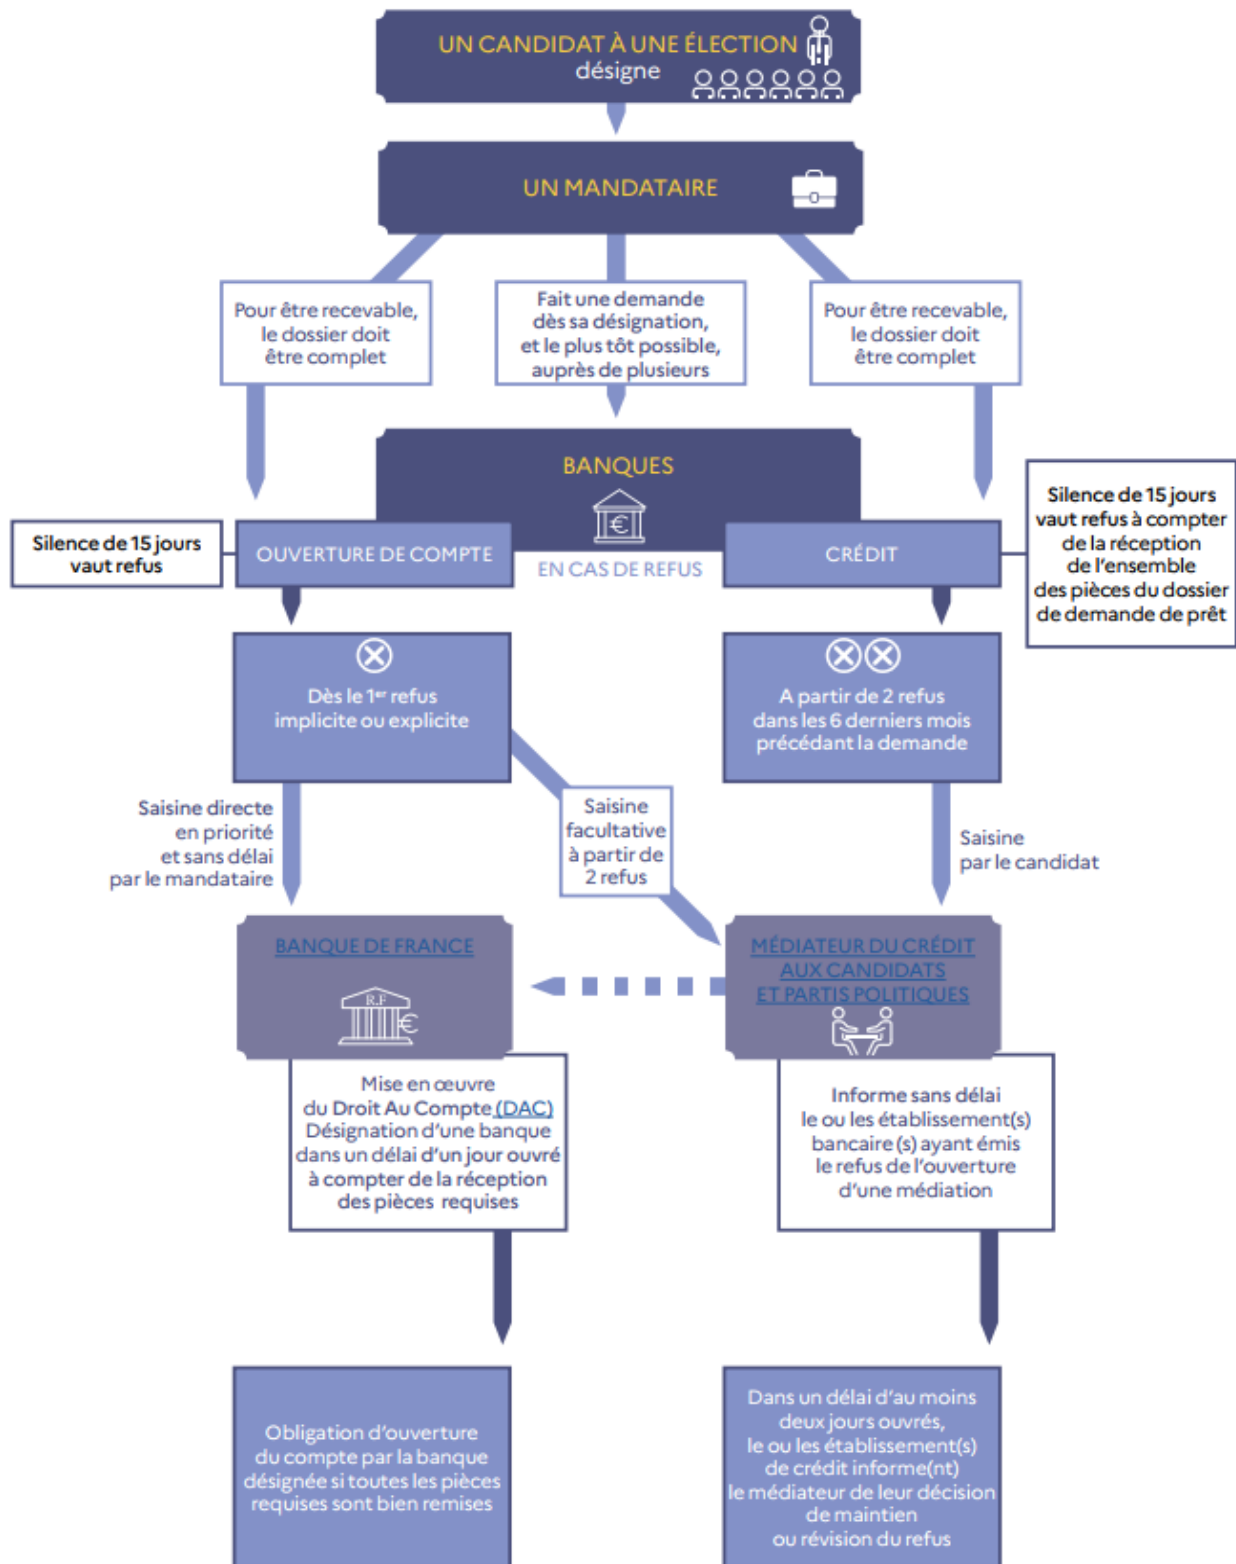 UN CANDIDAT À UNE ÉLECTION
désigne
UN MANDATAIRE
Pour être recevable,
le dossier doit
être complet
Fait une demande
dès sa désignation,
et le plus tôt possible,
auprès de plusieurs
Pour être recevable,
le dossier doit
être complet
BANQUES
€
Silence de 15 jours
vaut refus
OUVERTURE DE COMPTE
EN CAS DE REFUS
CRÉDIT
Silence de 15 jours
vaut refus à compter
de la réception
de l'ensemble
des pièces du dossier
de demande de prêt
Dès le 1er refus
implicite ou explicite
A partir de 2 refus
dans les 6 derniers mois
précédant la demande
Saisine directe
en priorité
et sans délai
par le mandataire
Saisine
facultative
à partir de
2 refus
Saisine
par le candidat
BANQUE DE FRANCE
R.F
€
MÉDIATEUR DU CRÉDIT
AUX CANDIDATS
ET PARTIS POLITIQUES
Mise en œuvre
du Droit Au Compte (DAC)
Désignation d'une banque
dans un délai d'un jour ouvré
à compter de la réception
des pièces requises
Informe sans délai
le ou les établissement(s)
bancaire(s) ayant émis
le refus de l'ouverture
d'une médiation
Obligation d'ouverture
du compte par la banque
désignée si toutes les pièces
requises sont bien remises
Dans un délai d'au moins
deux jours ouvrés,
le ou les établissement(s)
de crédit informe(nt)
le médiateur de leur décision
de maintien
ou révision du refus